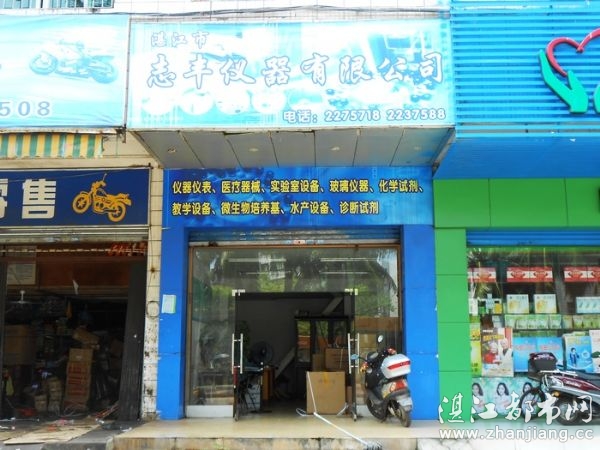 湛江市
志丰仪器有限公司
电话：2275718 2237588
508
仪器仪表、医疗器械、实验室设备、玻璃仪器、化学试剂、
教学设备、微生物培养基、水产设备、诊断试剂
零售
湛江都市网
www.zhanjiang.cc